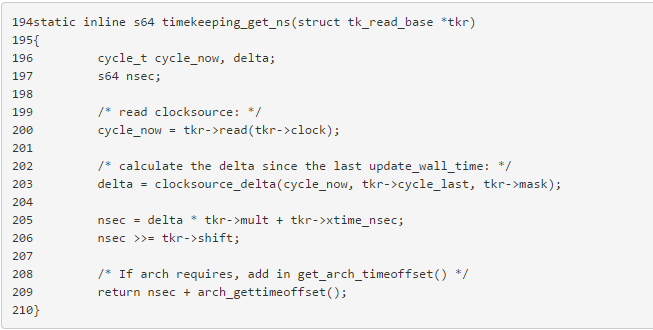 194static inline s64 timekeeping_get_ns(struct tk_read_base *tkr)
195{
196         cycle_t cycle_now, delta;
197         s64 nsec;
198
199         /* read clocksource: */
200         cycle_now = tkr->read(tkr->clock);
201
202         /* calculate the delta since the last update_wall_time: */
203         delta = clocksource_delta(cycle_now, tkr->cycle_last, tkr->mask);
204
205         nsec = delta * tkr->mult + tkr->xtime_nsec;
206         nsec >>= tkr->shift;
207
208         /* If arch requires, add in get_arch_timeoffset() */
209         return nsec + arch_gettimeoffset();
210}